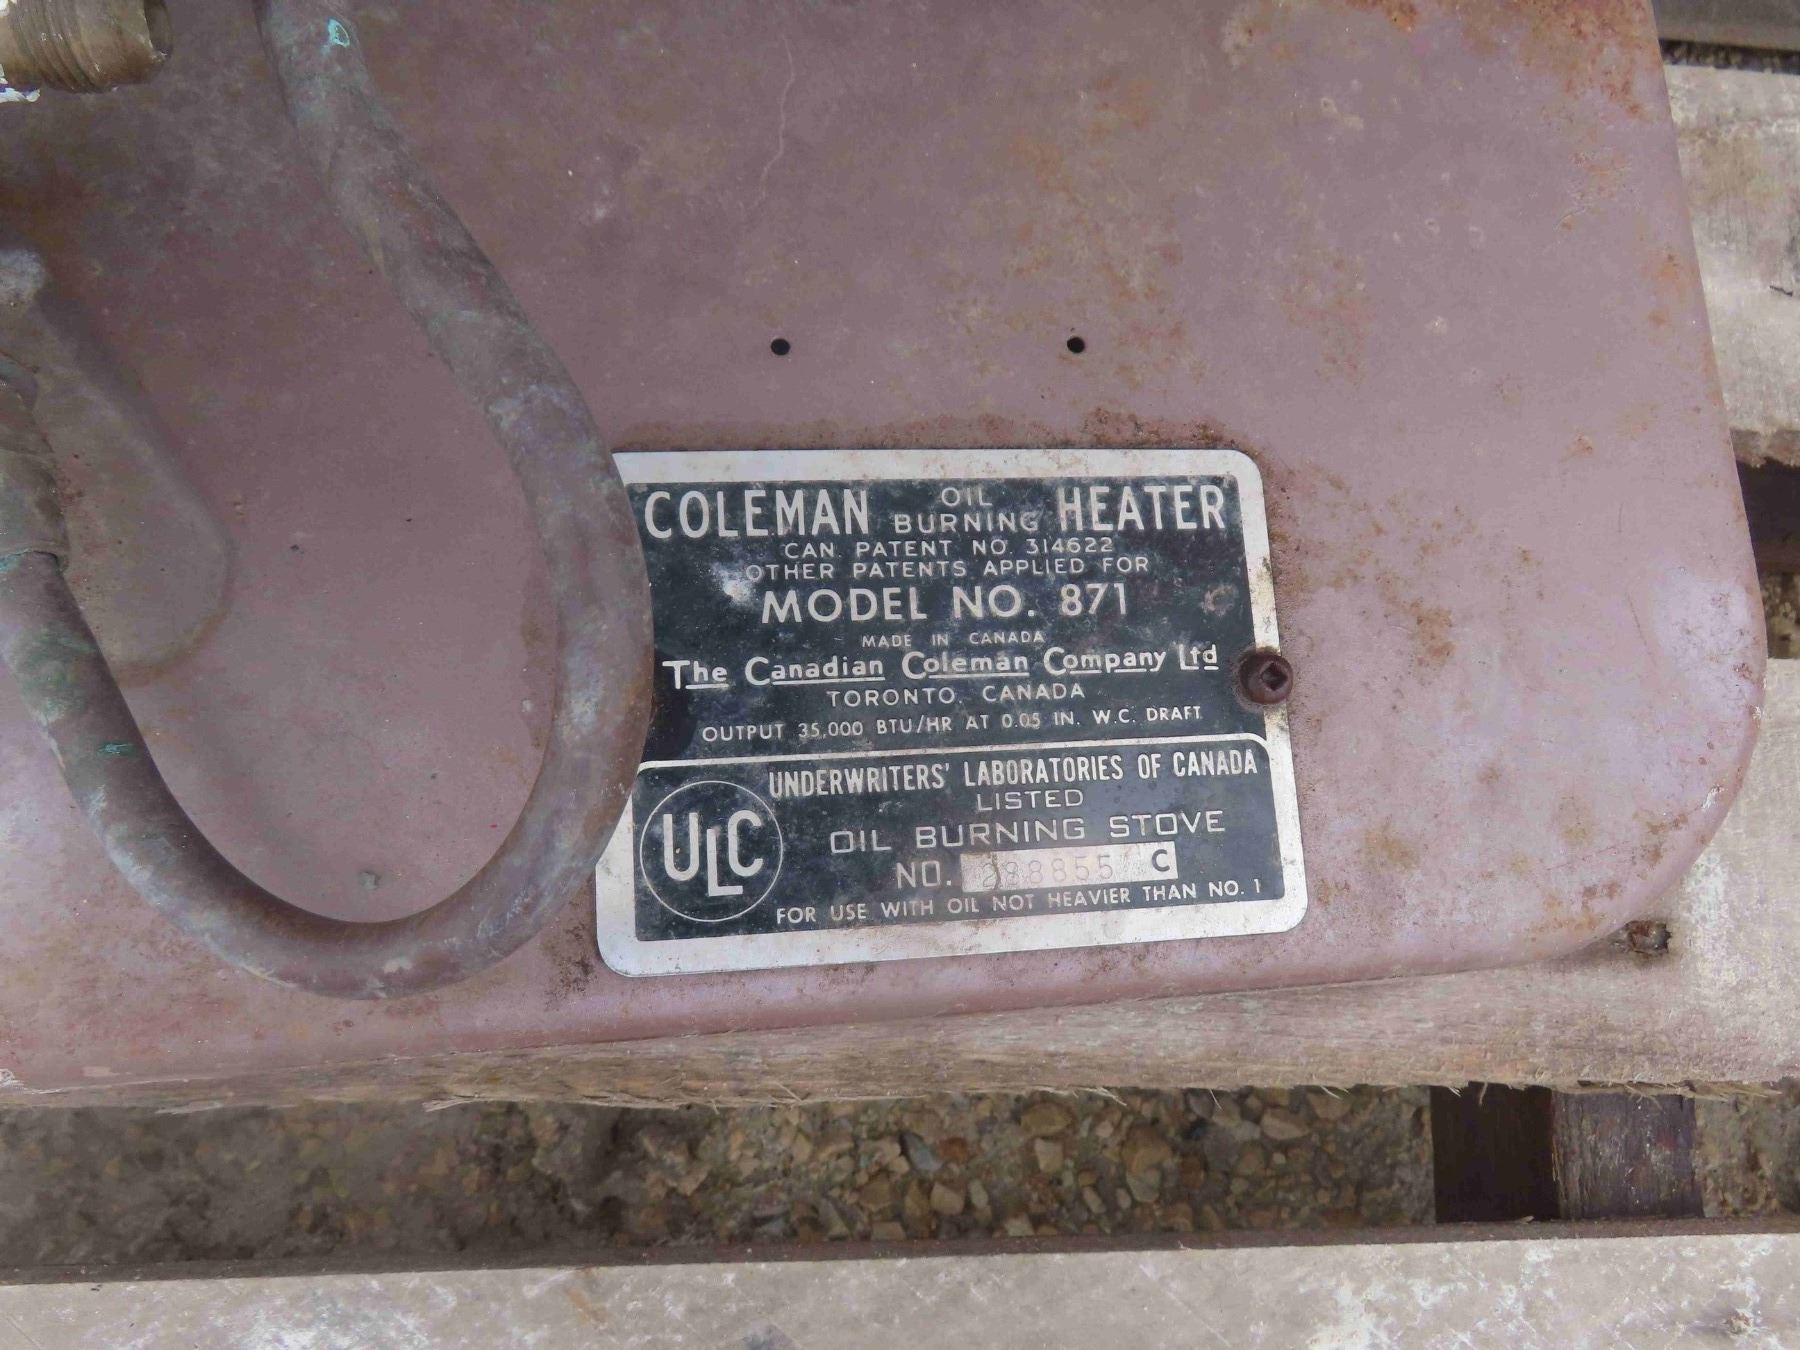 COLEMAN OIL BURNING HEATER
CAN. PATENT NO. 314622
OTHER PATENTS APPLIED FOR
MODEL NO. 871
MADE IN CANADA
The Canadian Coleman Company Ltd
TORONTO, CANADA
OUTPUT 35,000 BTU/HR AT 0.05 IN. W.C. DRAFT
UNDERWRITERS' LABORATORIES OF CANADA
LISTED
ULC
OIL BURNING STOVE
NO. C
FOR USE WITH OIL NOT HEAVIER THAN NO. 1